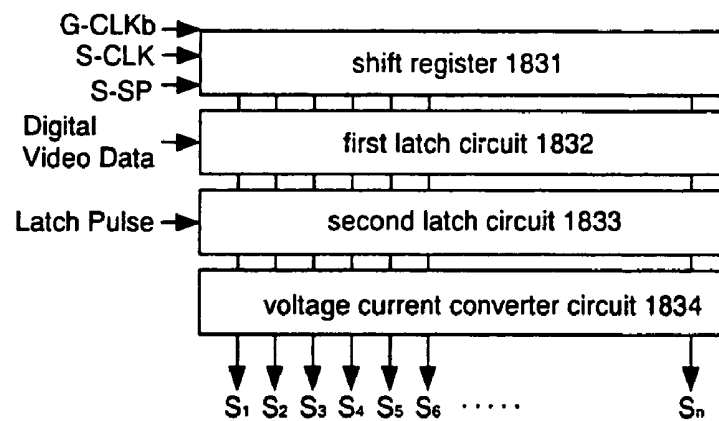 G-CLKb
S-CLK
S-SP
shift register 1831
Digital
Video Data
first latch circuit 1832
Latch Pulse
second latch circuit 1833
voltage current converter circuit 1834
S1 S2 S3 S4 S5 S6 ····· Sn